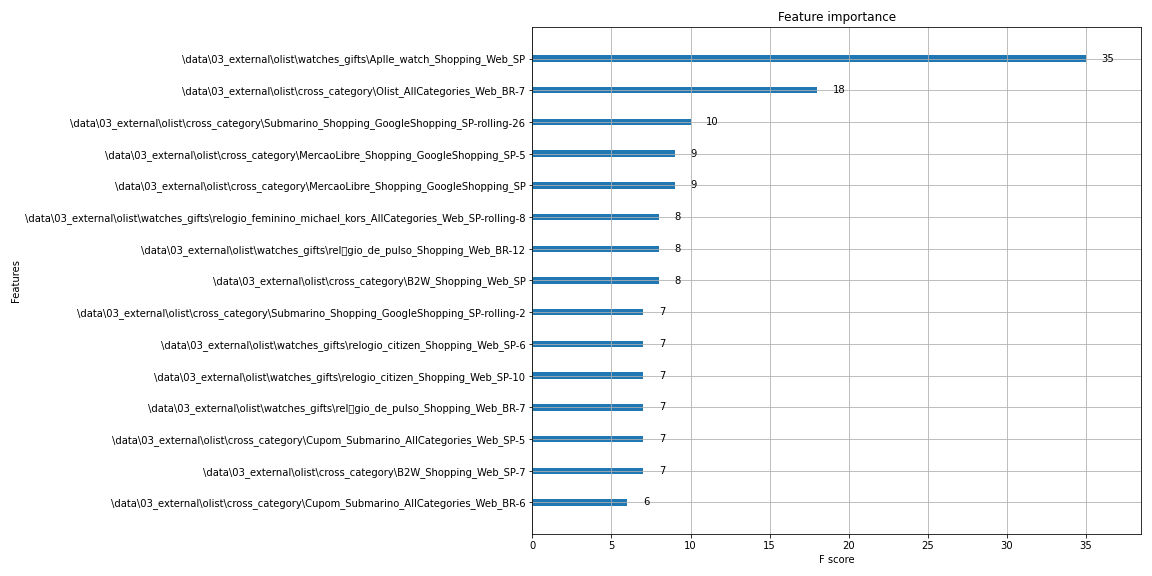 Feature importance
\data\03_external\olist\watches_gifts\Aplle_watch_Shopping_Web_SP
35
\data\03_external\olist\cross_category\Olist_AllCategories_Web_BR-7
18
\data\03_external\olist\cross_category\Submarino_Shopping_GoogleShopping_SP-rolling-26
10
\data\03_external\olist\cross_category\MercaoLibre_Shopping_GoogleShopping_SP-5
9
\data\03_external\olist\cross_category\MercaoLibre_Shopping_GoogleShopping_SP
9
\data\03_external\olist\watches_gifts\relogio_feminino_michael_kors_AllCategories_Web_SP-rolling-8
8
\data\03_external\olist\watches_gifts\rel▯gio_de_pulso_Shopping_Web_BR-12
8
\data\03_external\olist\cross_category\B2W_Shopping_Web_SP
8
\data\03_external\olist\cross_category\Submarino_Shopping_GoogleShopping_SP-rolling-2
7
\data\03_external\olist\watches_gifts\relogio_citizen_Shopping_Web_SP-6
7
\data\03_external\olist\watches_gifts\relogio_citizen_Shopping_Web_SP-10
7
\data\03_external\olist\watches_gifts\rel▯gio_de_pulso_Shopping_Web_BR-7
7
\data\03_external\olist\cross_category\Cupom_Submarino_AllCategories_Web_SP-5
7
\data\03_external\olist\cross_category\B2W_Shopping_Web_SP-7
7
\data\03_external\olist\cross_category\Cupom_Submarino_AllCategories_Web_BR-6
6
Features
0 5 10 15 20 25 30 35
F score